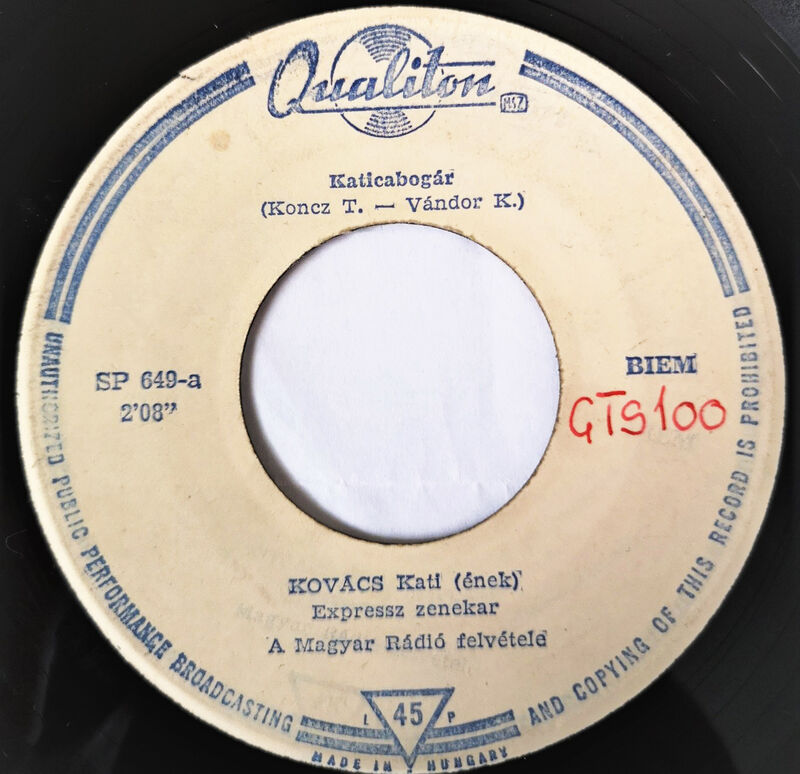 Qualiton
MSZ
Katicabogár
(Koncz T. — Vándor K.)
SP 649-a
2'08"
BIEM
GTS100
KOVÁCS Kati (ének)
Expressz zenekar
A Magyar Rádió felvétele
UNAUTHORIZED PUBLIC PERFORMANCE BROADCASTING AND COPYING OF THIS RECORD IS PROHIBITED
L 45 P
MADE IN HUNGARY